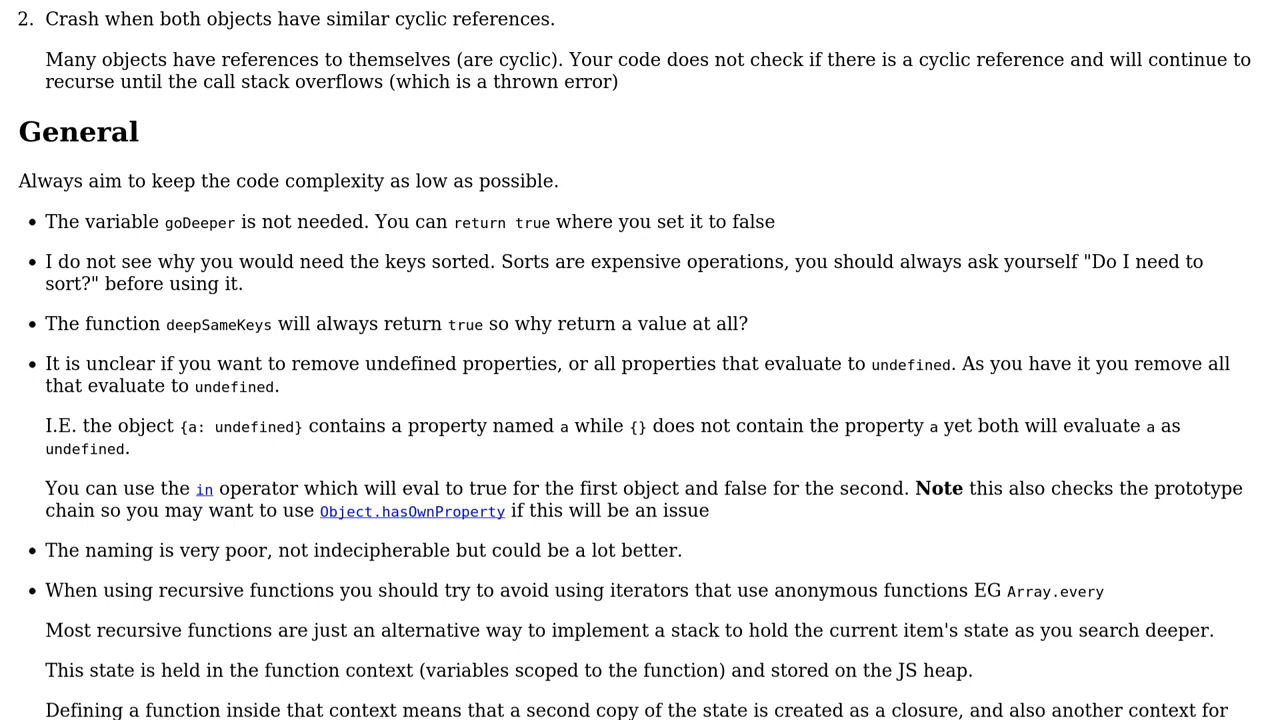 2. Crash when both objects have similar cyclic references.
Many objects have references to themselves (are cyclic). Your code does not check if there is a cyclic reference and will continue to
recurse until the call stack overflows (which is a thrown error)
General
Always aim to keep the code complexity as low as possible.
• The variable goDeeper is not needed. You can return true where you set it to false
• I do not see why you would need the keys sorted. Sorts are expensive operations, you should always ask yourself "Do I need to
sort?" before using it.
• The function deepSameKeys will always return true so why return a value at all?
• It is unclear if you want to remove undefined properties, or all properties that evaluate to undefined. As you have it you remove all
that evaluate to undefined.
I.E. the object {a: undefined} contains a property named a while {} does not contain the property a yet both will evaluate a as
undefined.
You can use the in operator which will eval to true for the first object and false for the second. Note this also checks the prototype
chain so you may want to use Object.hasOwnProperty if this will be an issue
• The naming is very poor, not indecipherable but could be a lot better.
• When using recursive functions you should try to avoid using iterators that use anonymous functions EG Array.every
Most recursive functions are just an alternative way to implement a stack to hold the current item's state as you search deeper.
This state is held in the function context (variables scoped to the function) and stored on the JS heap.
Defining a function inside that context means that a second copy of the state is created as a closure, and also another context for